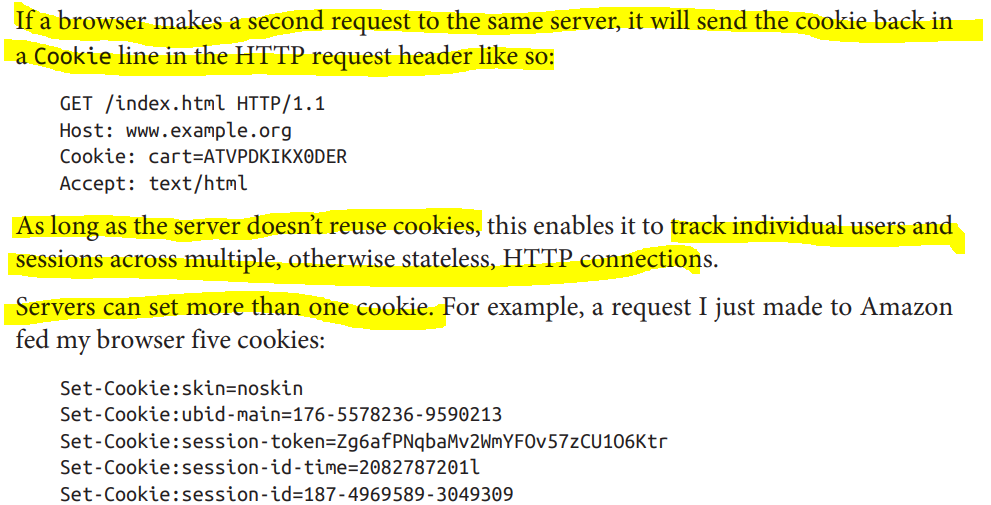 If a browser makes a second request to the same server, it will send the cookie back in
a Cookie line in the HTTP request header like so:
GET /index.html HTTP/1.1
Host: www.example.org
Cookie: cart=ATVPDKIKX0DER
Accept: text/html
As long as the server doesn’t reuse cookies, this enables it to track individual users and
sessions across multiple, otherwise stateless, HTTP connections.
Servers can set more than one cookie. For example, a request I just made to Amazon
fed my browser five cookies:
Set-Cookie:skin=noskin
Set-Cookie:ubid-main=176-5578236-9590213
Set-Cookie:session-token=Zg6afPNqbaMv2WmYFOv57zCU1O6Ktr
Set-Cookie:session-id-time=2082787201l
Set-Cookie:session-id=187-4969589-3049309